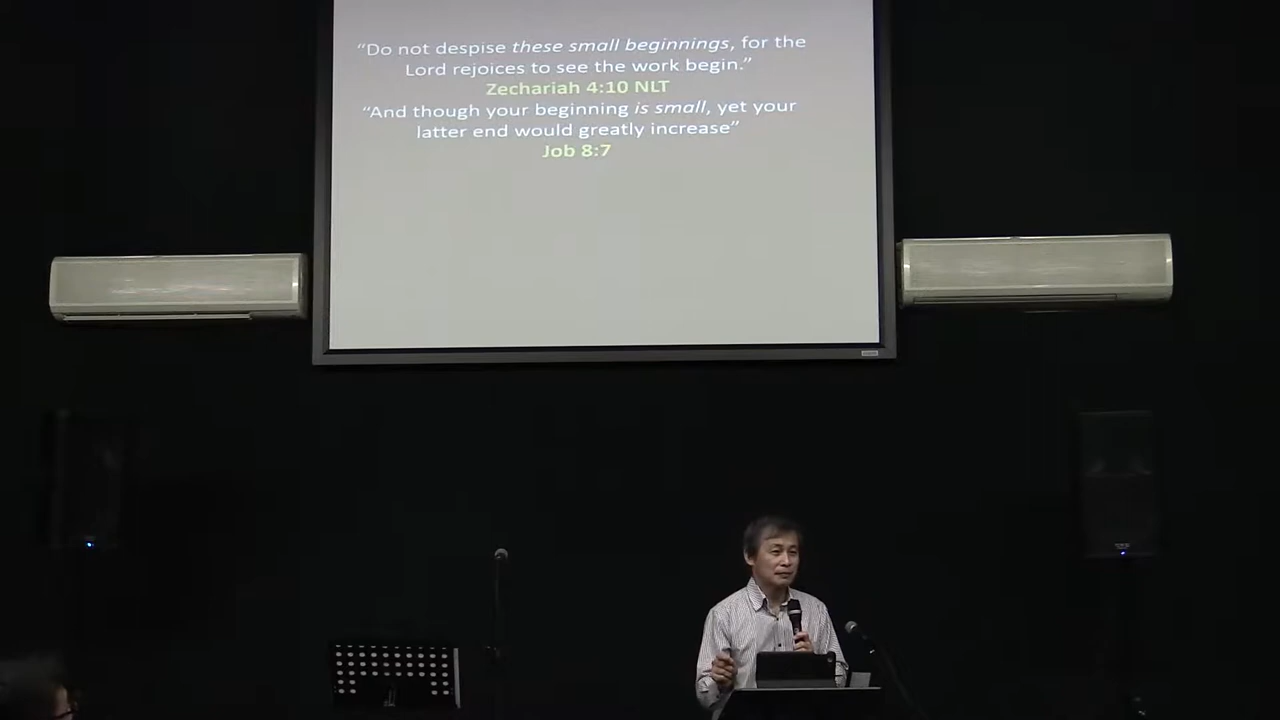 “Do not despise these small beginnings, for the
Lord rejoices to see the work begin.”
Zechariah 4:10 NLT
“And though your beginning is small, yet your
latter end would greatly increase”
Job 8:7